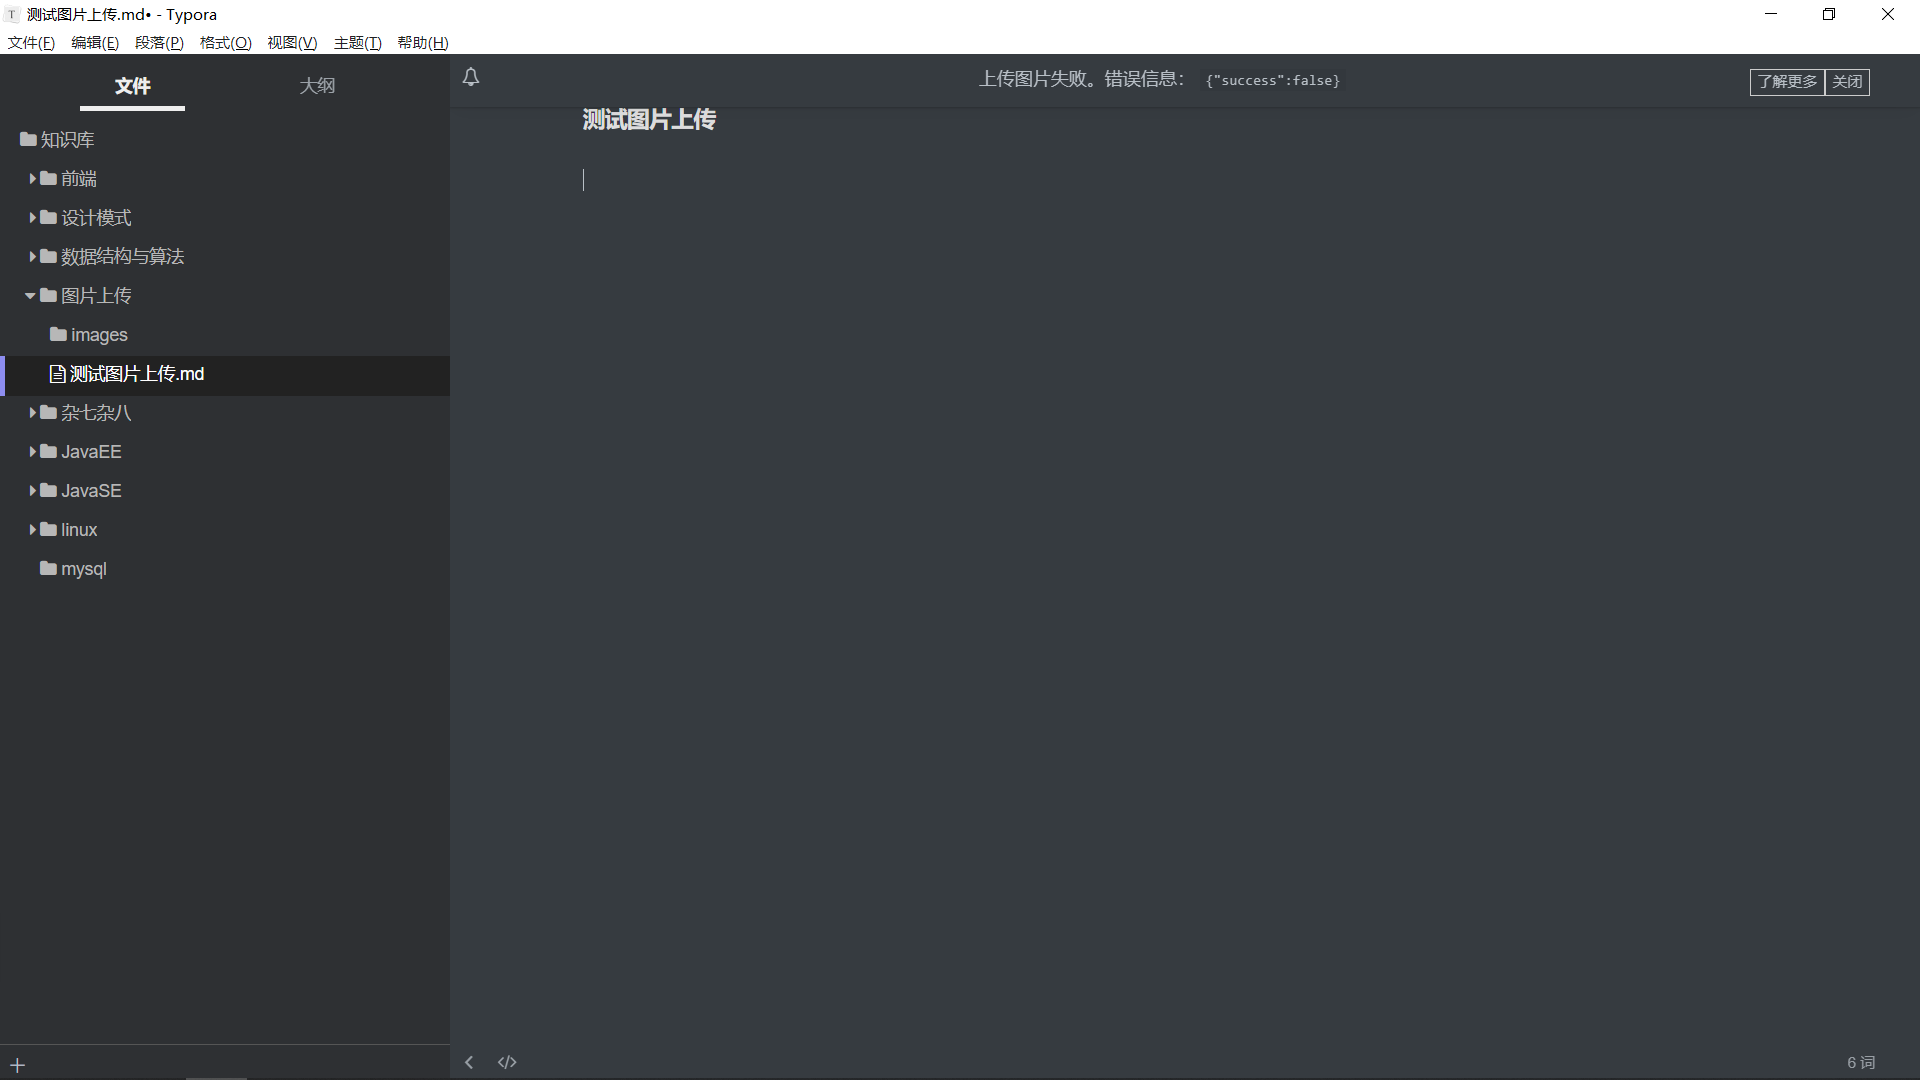 测试图片上传.md• - Typora
文件(F) 编辑(E) 段落(P) 格式(O) 视图(V) 主题(T) 帮助(H)
文件 大纲
知识库
前端
设计模式
数据结构与算法
图片上传
images
测试图片上传.md
杂七杂八
JavaEE
JavaSE
linux
mysql
上传图片失败。错误信息： {"success":false}
了解更多 关闭
测试图片上传
6 词